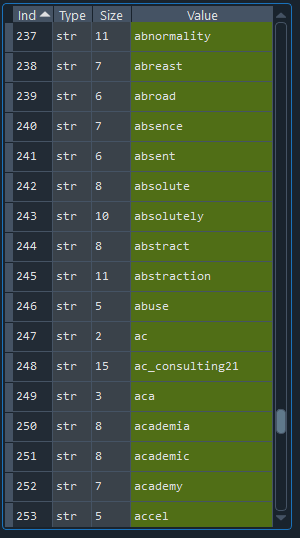 Ind Type Size Value
237 str 11 abnormality
238 str 7 abreast
239 str 6 abroad
240 str 7 absence
241 str 6 absent
242 str 8 absolute
243 str 10 absolutely
244 str 8 abstract
245 str 11 abstraction
246 str 5 abuse
247 str 2 ac
248 str 15 ac_consulting21
249 str 3 aca
250 str 8 academia
251 str 8 academic
252 str 7 academy
253 str 5 accel